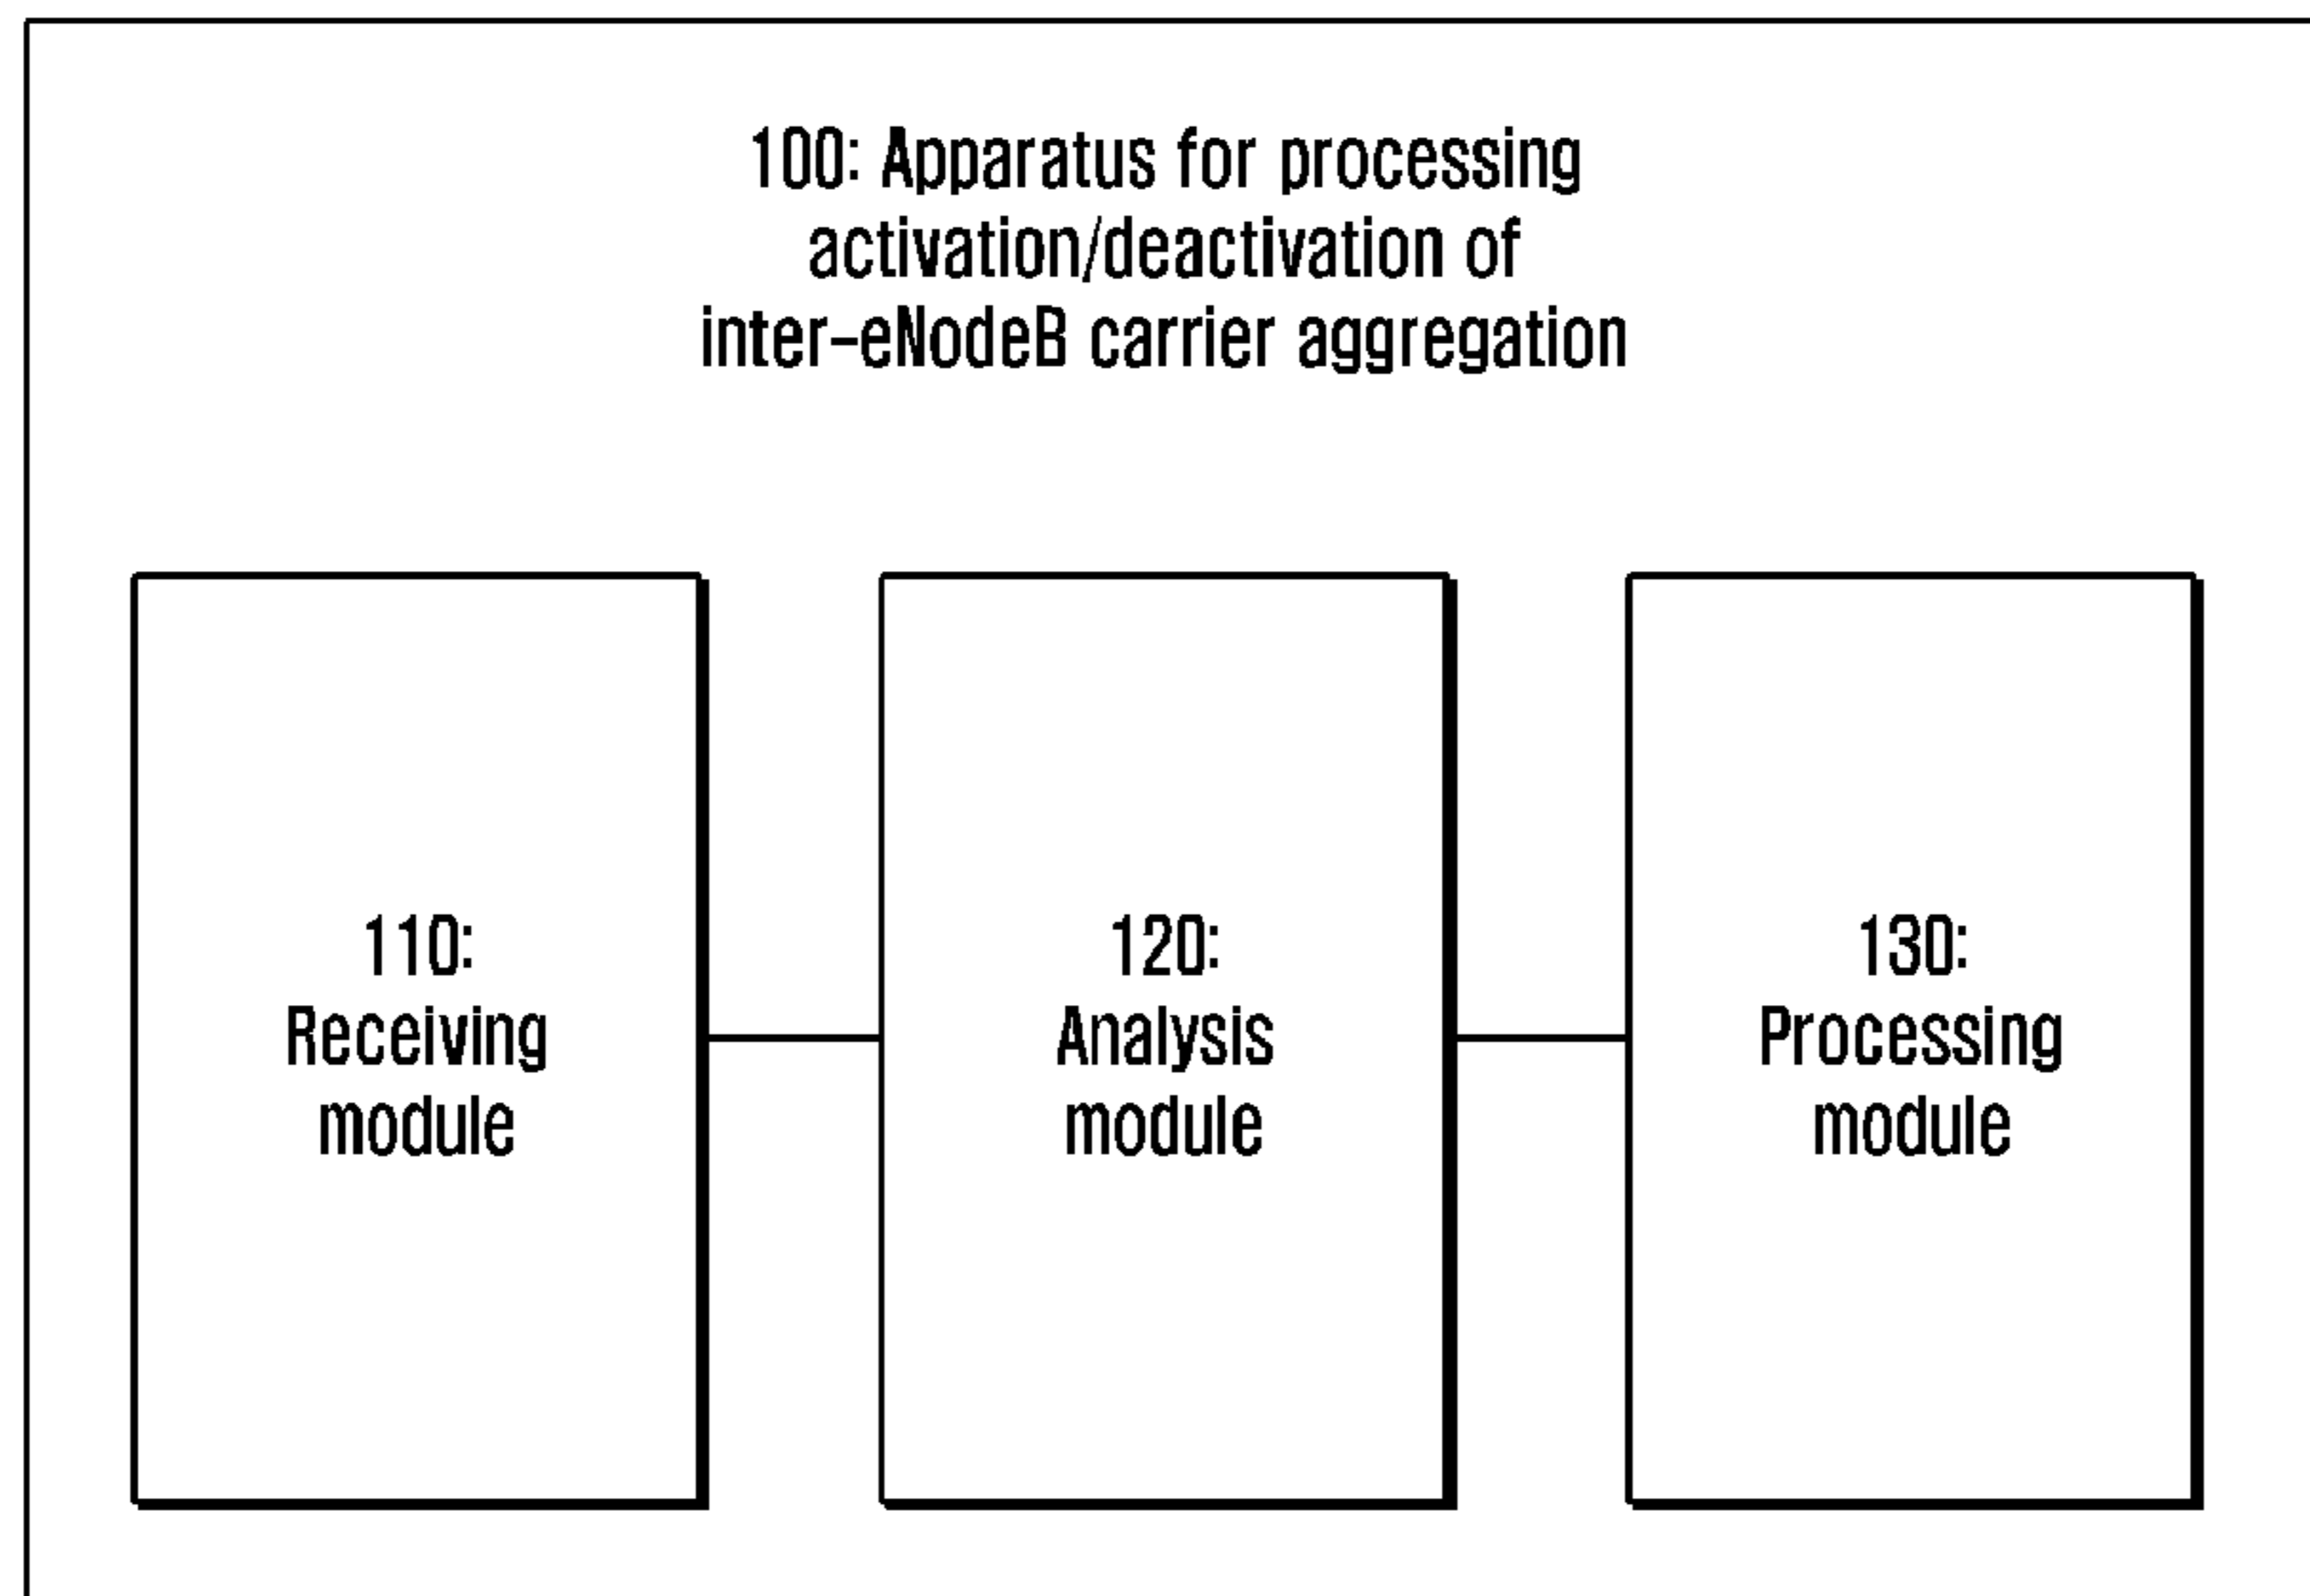 100: Apparatus for processing
activation/deactivation of
inter-eNodeB carrier aggregation
110:
Receiving
module
120:
Analysis
module
130:
Processing
module